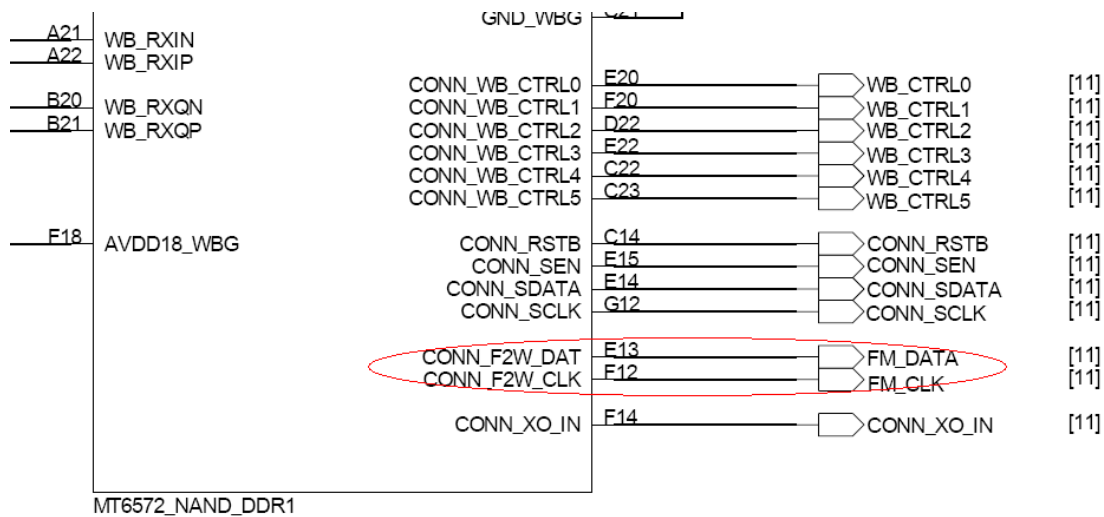 GND_WBG C21
A21 WB_RXIN
A22 WB_RXIP
CONN_WB_CTRL0 E20 WB_CTRL0 [11]
B20 WB_RXQN CONN_WB_CTRL1 F20 WB_CTRL1 [11]
B21 WB_RXQP CONN_WB_CTRL2 D22 WB_CTRL2 [11]
CONN_WB_CTRL3 E22 WB_CTRL3 [11]
CONN_WB_CTRL4 C22 WB_CTRL4 [11]
CONN_WB_CTRL5 C23 WB_CTRL5 [11]
F18 AVDD18_WBG CONN_RSTB C14 CONN_RSTB [11]
CONN_SEN E15 CONN_SEN [11]
CONN_SDATA E14 CONN_SDATA [11]
CONN_SCLK G12 CONN_SCLK [11]
CONN_F2W_DAT E13 FM_DATA [11]
CONN_F2W_CLK F12 FM_CLK [11]
CONN_XO_IN F14 CONN_XO_IN [11]
MT6572_NAND_DDR1